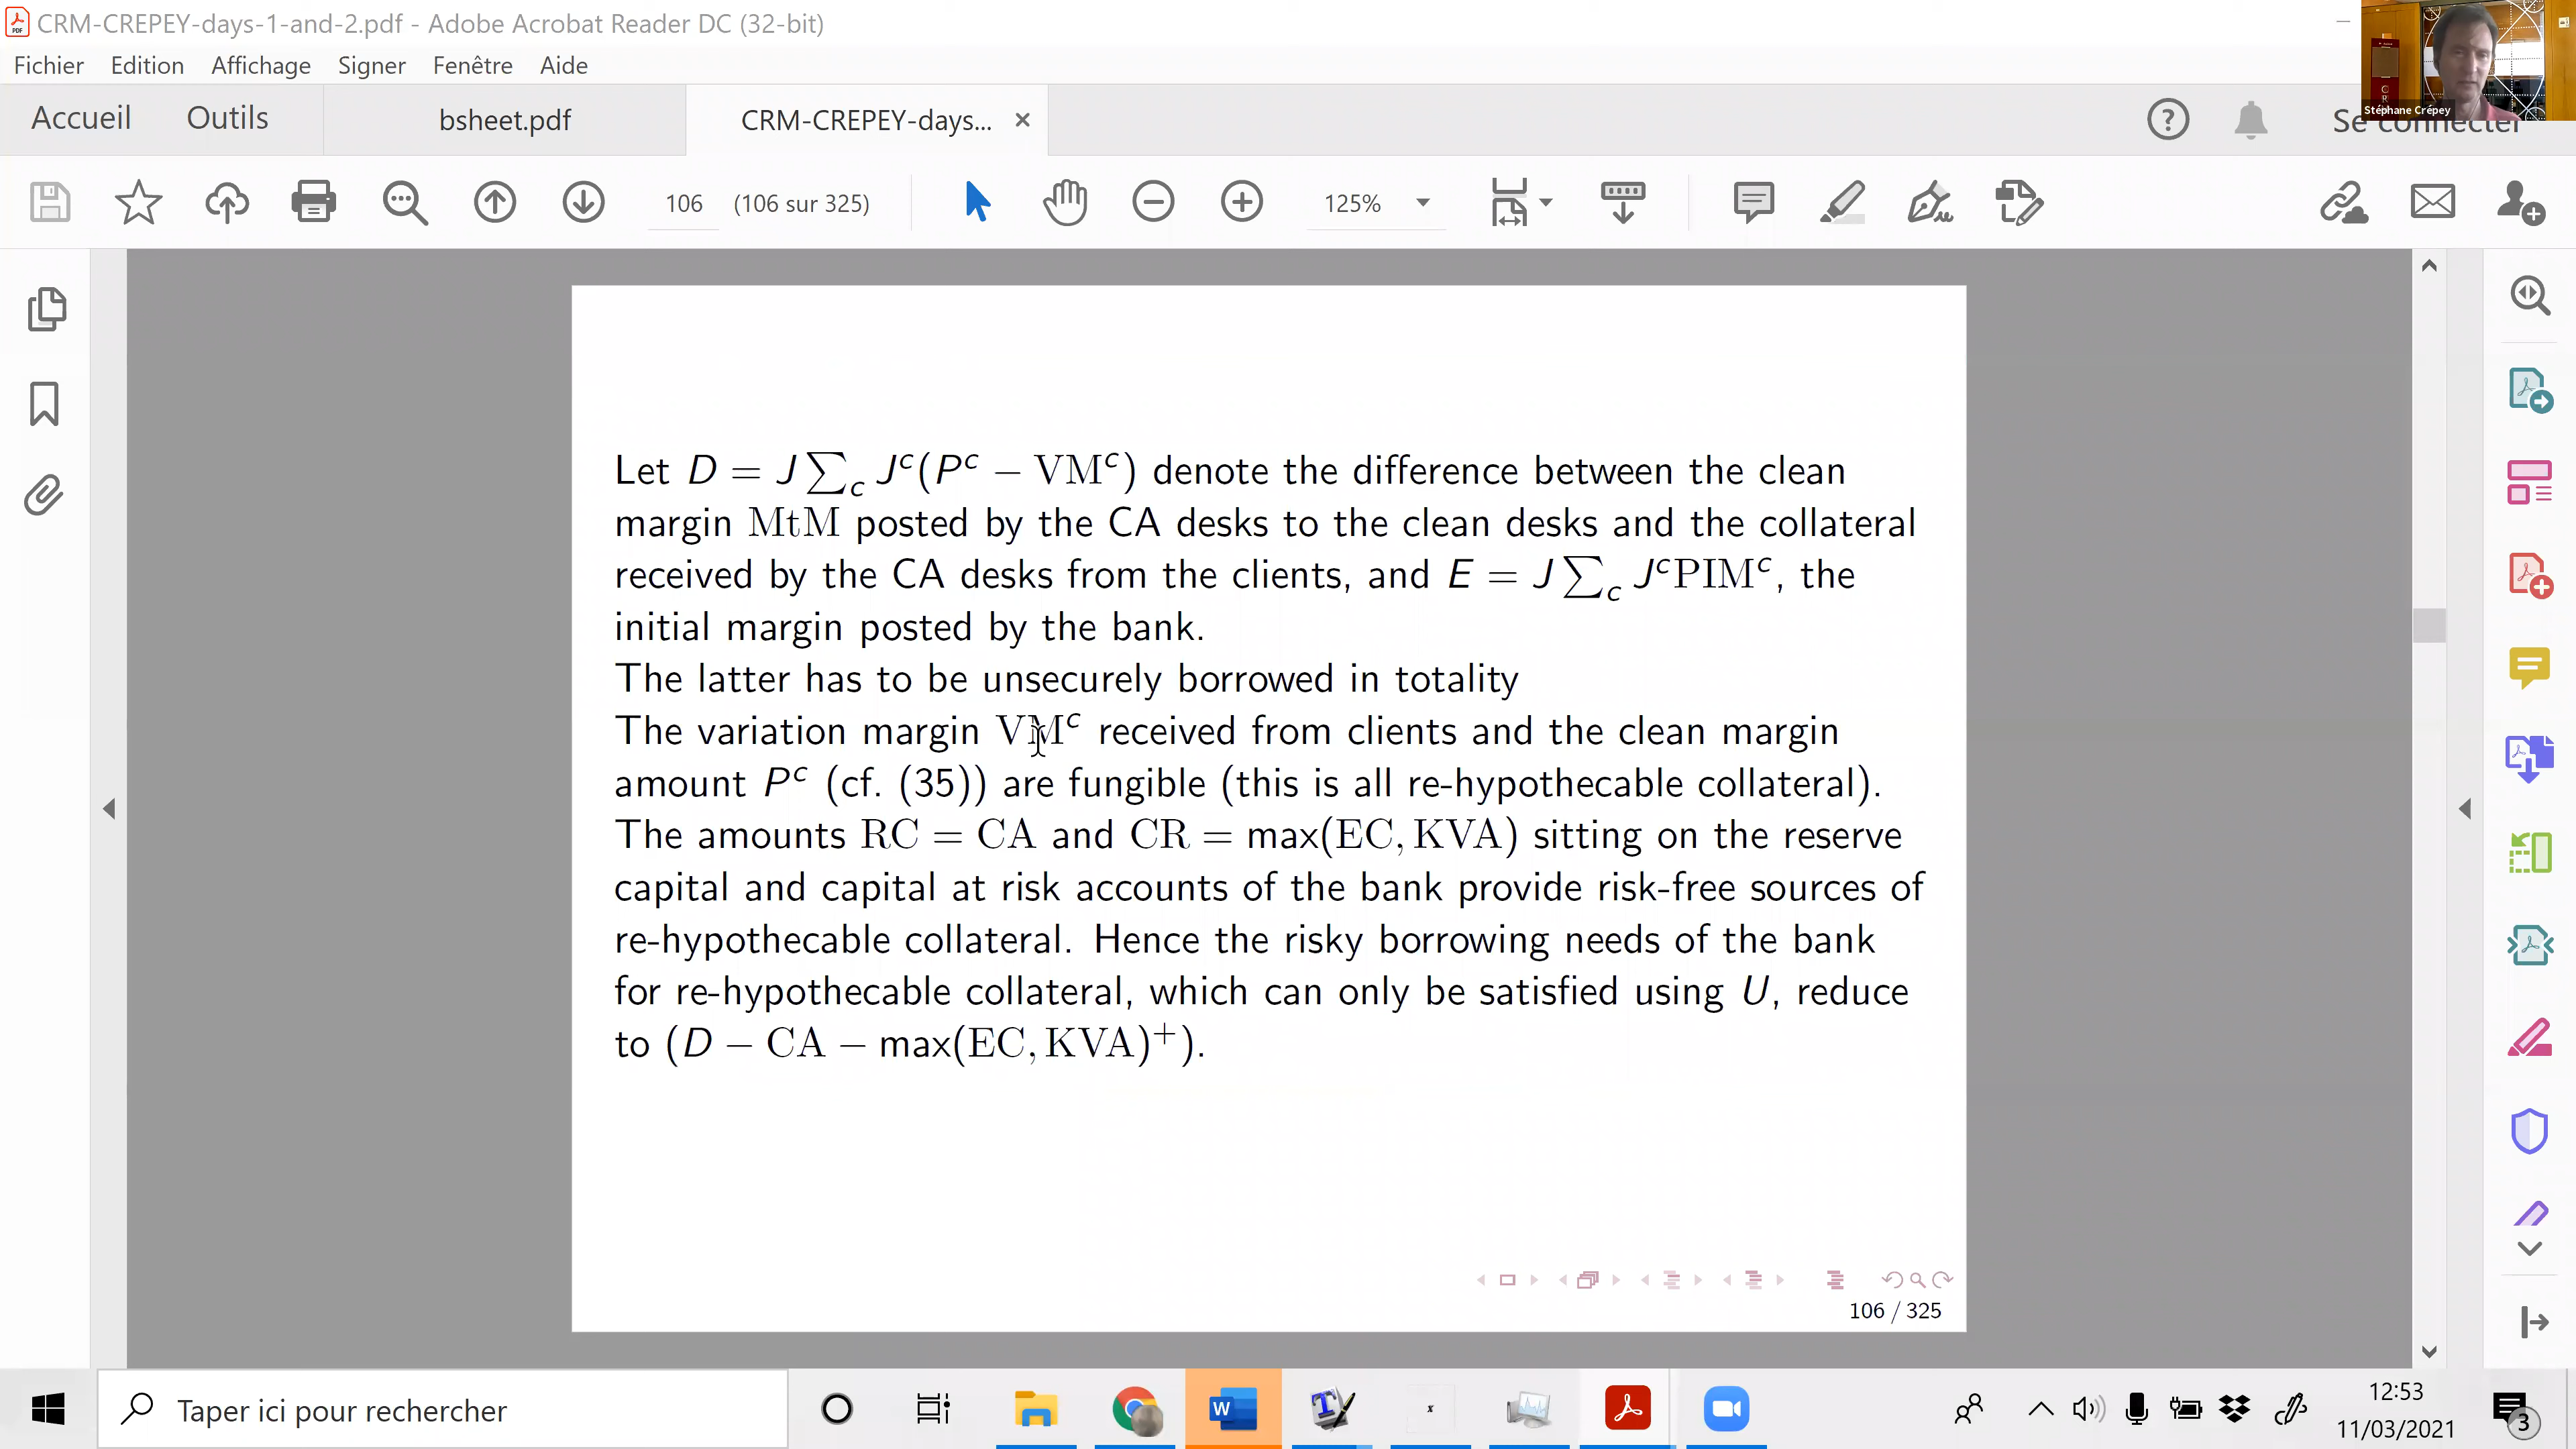 CRM-CREPEY-days-1-and-2.pdf - Adobe Acrobat Reader DC (32-bit)
Fichier Edition Affichage Signer Fenêtre Aide
Stéphane Crépey
Accueil Outils bsheet.pdf CRM-CREPEY-days... × Se connecter
106 (106 sur 325) 125%
Let D = J∑_c J^c(P^c − VM^c) denote the difference between the clean
margin MtM posted by the CA desks to the clean desks and the collateral
received by the CA desks from the clients, and E = J∑_c J^cPIM^c, the
initial margin posted by the bank.
The latter has to be unsecurely borrowed in totality
The variation margin VM^c received from clients and the clean margin
amount P^c (cf. (35)) are fungible (this is all re-hypothecable collateral).
The amounts RC = CA and CR = max(EC, KVA) sitting on the reserve
capital and capital at risk accounts of the bank provide risk-free sources of
re-hypothecable collateral. Hence the risky borrowing needs of the bank
for re-hypothecable collateral, which can only be satisfied using U, reduce
to (D − CA − max(EC, KVA)^+).
106 / 325
Taper ici pour rechercher
12:53
11/03/2021
3